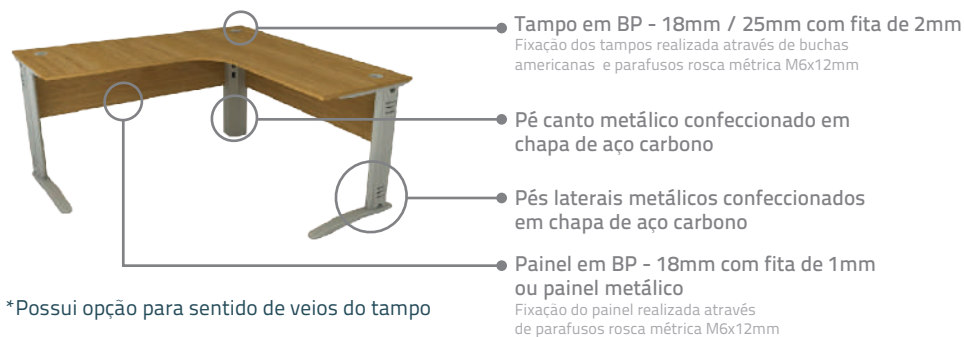 Tampo em BP - 18mm / 25mm com fita de 2mm
Fixação dos tampos realizada através de buchas
americanas e parafusos rosca métrica M6x12mm
Pé canto metálico confeccionado em
chapa de aço carbono
Pés laterais metálicos confeccionados
em chapa de aço carbono
Painel em BP - 18mm com fita de 1mm
ou painel metálico
Fixação do painel realizada através
de parafusos rosca métrica M6x12mm
*Possui opção para sentido de veios do tampo